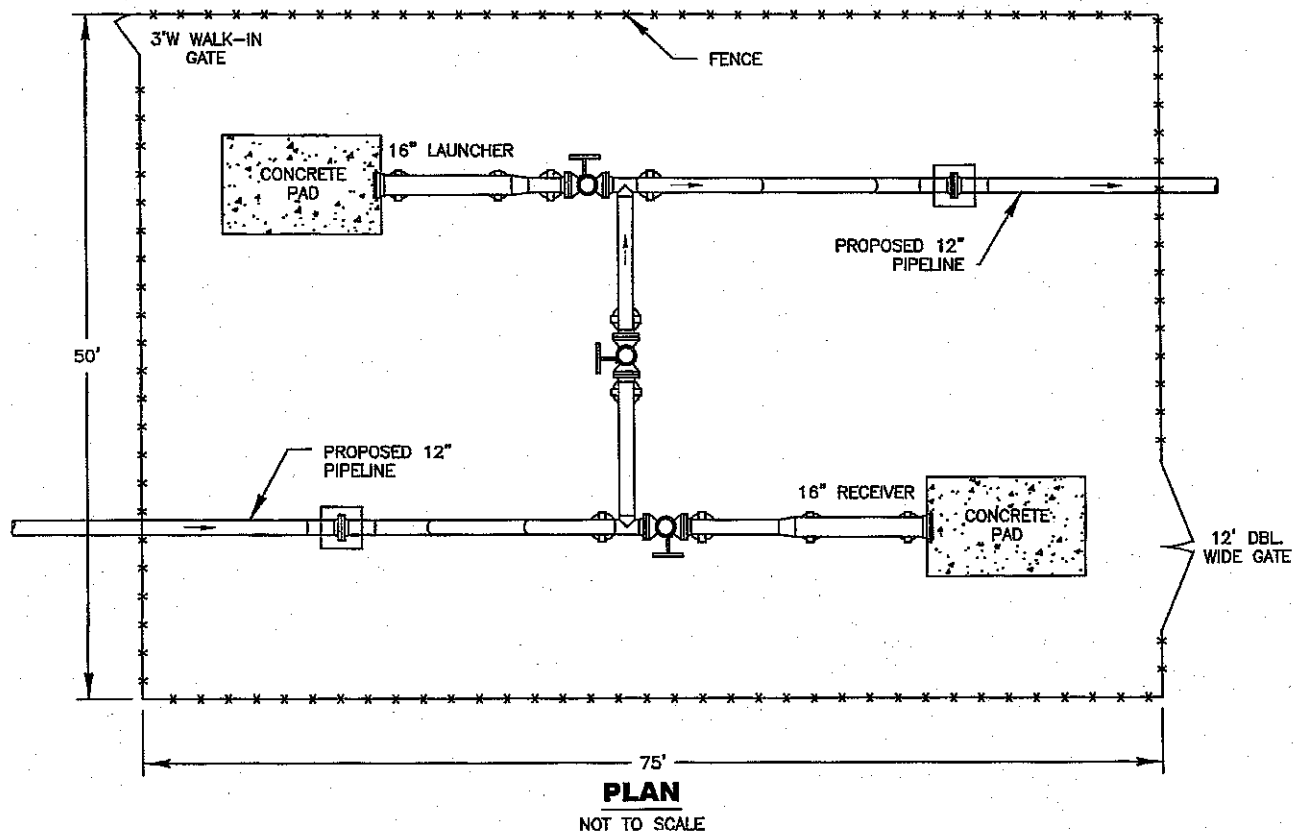 3'W WALK-IN
GATE
FENCE
16" LAUNCHER
CONCRETE
PAD
PROPOSED 12"
PIPELINE
50'
PROPOSED 12"
PIPELINE
16" RECEIVER
CONCRETE
PAD
12' DBL.
WIDE GATE
75'
PLAN
NOT TO SCALE